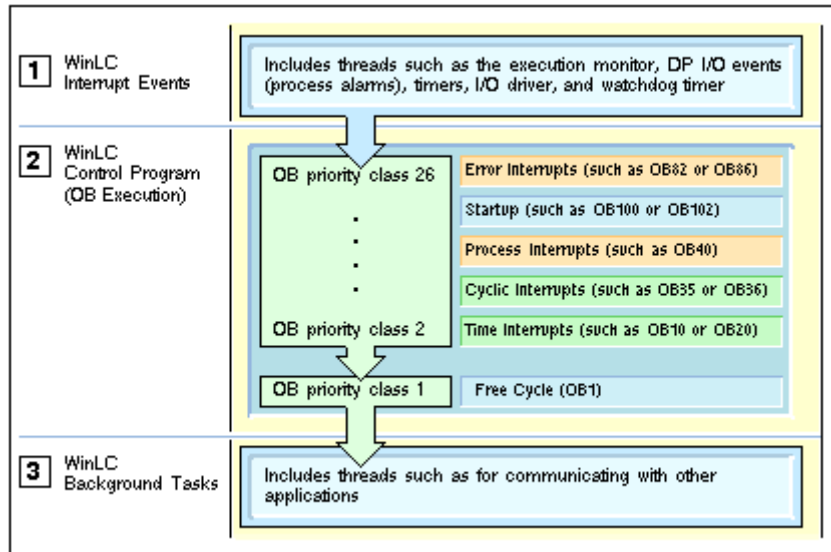 1
WinLC
Interrupt Events
Includes threads such as the execution monitor, DP I/O events
(process alarms), timers, I/O driver, and watchdog timer
2
WinLC
Control Program
(OB Execution)
OB priority class 26
.
.
.
.
OB priority class 2
Error Interrupts (such as OB82 or OB86)
Startup (such as OB100 or OB102)
Process Interrupts (such as OB40)
Cyclic Interrupts (such as OB35 or OB36)
Time Interrupts (such as OB10 or OB20)
OB priority class 1
Free Cycle (OB1)
3
WinLC
Background Tasks
Includes threads such as for communicating with other
applications